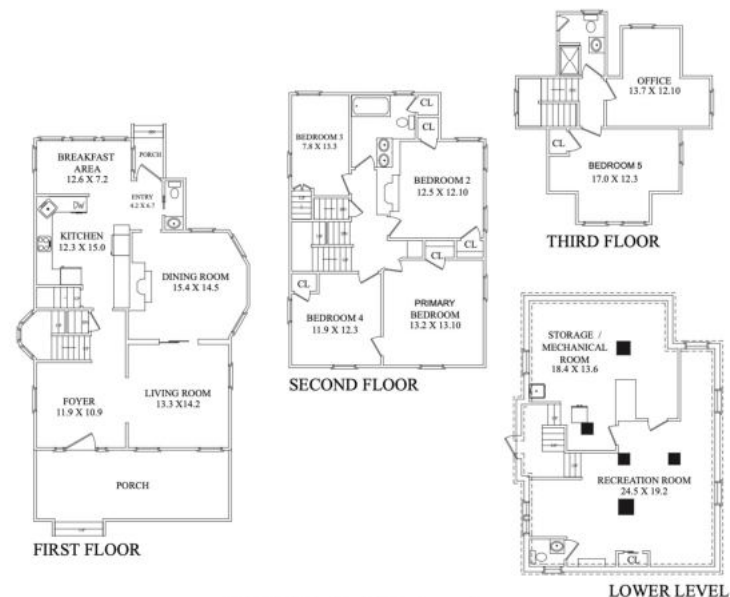 BREAKFAST
AREA
12.6 X 7.2
PORCH
ENTRY
4.2 X 6.7
DW
KITCHEN
12.3 X 15.0
DINING ROOM
15.4 X 14.5
FOYER
11.9 X 10.9
LIVING ROOM
13.3 X14.2
PORCH
FIRST FLOOR
BEDROOM 3
7.8 X 13.3
CL
CL
BEDROOM 2
12.5 X 12.10
CL
CL
CL
BEDROOM 4
11.9 X 12.3
PRIMARY
BEDROOM
13.2 X 13.10
SECOND FLOOR
OFFICE
13.7 X 12.10
CL
BEDROOM 5
17.0 X 12.3
THIRD FLOOR
STORAGE /
MECHANICAL
ROOM
18.4 X 13.6
RECREATION ROOM
24.5 X 19.2
CL
LOWER LEVEL